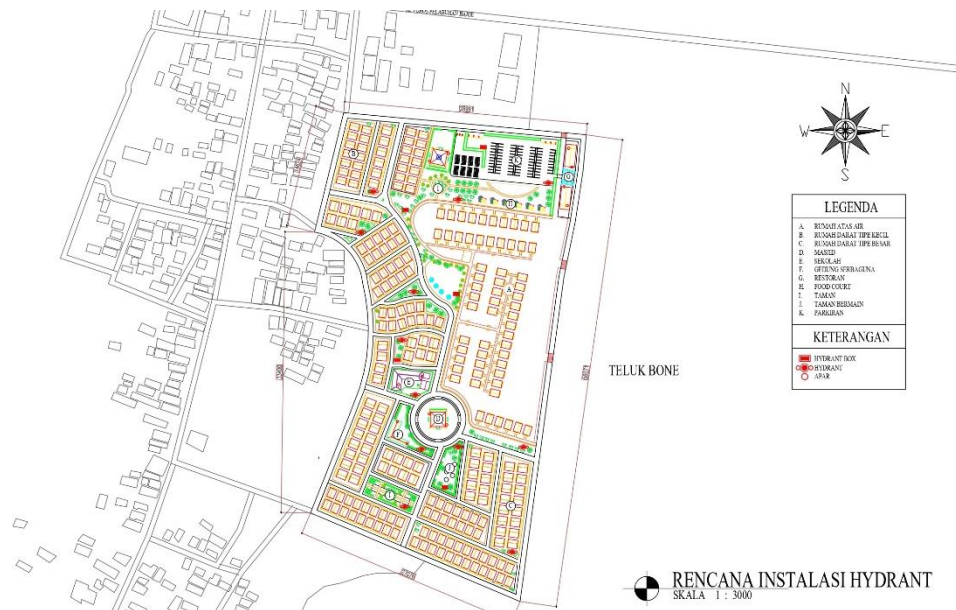 N
W
E
S
LEGENDA
A. RUMAH ATAS AIR
B. RUMAH DARAT TIPE KECIL
C. RUMAH DARAT TIPE BESAR
D. MASJID
E. SEKOLAH
F. GEDUNG SERBAGUNA
G. RESTORAN
H. FOOD COURT
I. TAMAN
J. TAMAN BERMAIN
K. PARKIRAN
KETERANGAN
HYDRANT BOX
HYDRANT
APAR
B
I
H
G
A
E
D
F
J
I
C
TELUK BONE
RENCANA INSTALASI HYDRANT
SKALA 1 : 3000